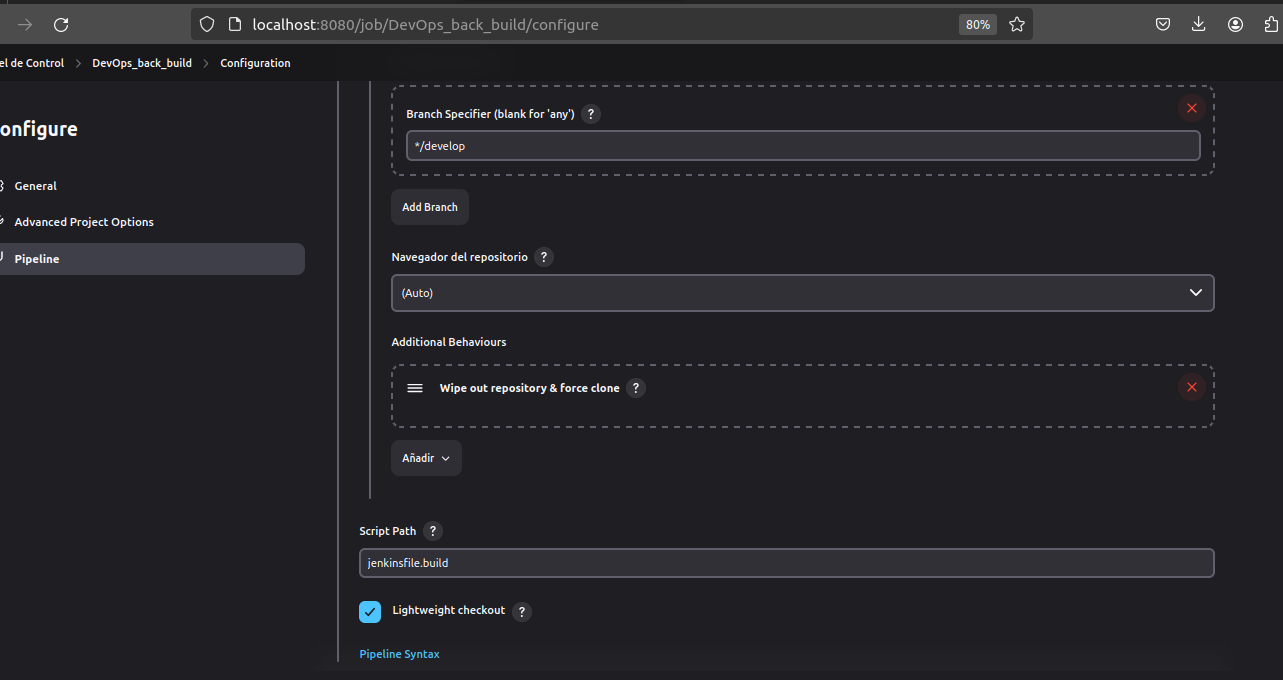 localhost:8080/job/DevOps_back_build/configure
80%
el de Control > DevOps_back_build > Configuration
onfigure
General
Advanced Project Options
Pipeline
Branch Specifier (blank for 'any') ?
*/develop
Add Branch
Navegador del repositorio ?
(Auto)
Additional Behaviours
Wipe out repository & force clone ?
Añadir
Script Path ?
jenkinsfile.build
Lightweight checkout ?
Pipeline Syntax